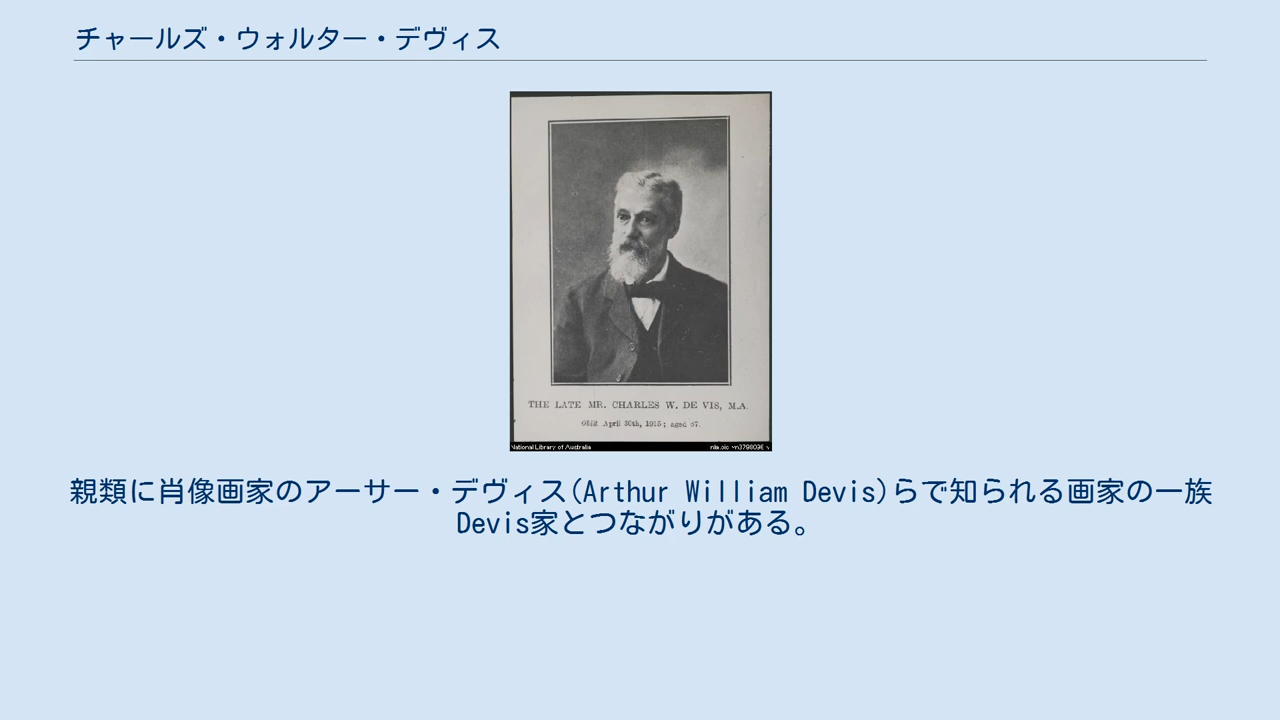 チャールズ・ウォルター・デヴィス
THE LATE MR. CHARLES W. DE VIS, M.A.
Obiit April 30th, 1915; aged 87.
National Library of Australia
親類に肖像画家のアーサー・デヴィス(Arthur William Devis)らで知られる画家の一族
Devis家とつながりがある。